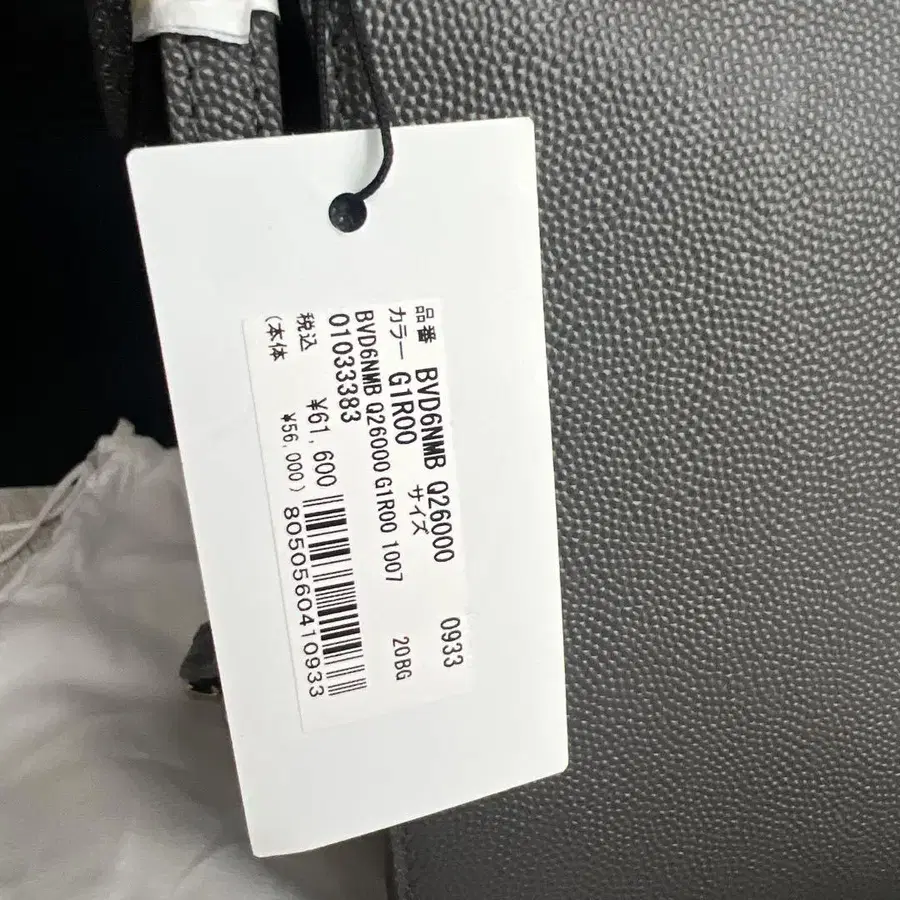 品番 BVD6NMB Q26000 0933
カラー G1R00 サイズ
BVD6NMB Q26000 G1R00 1007 20BG
01033383
税込 ¥61,600
(本体 ¥56,000) 8050560410933